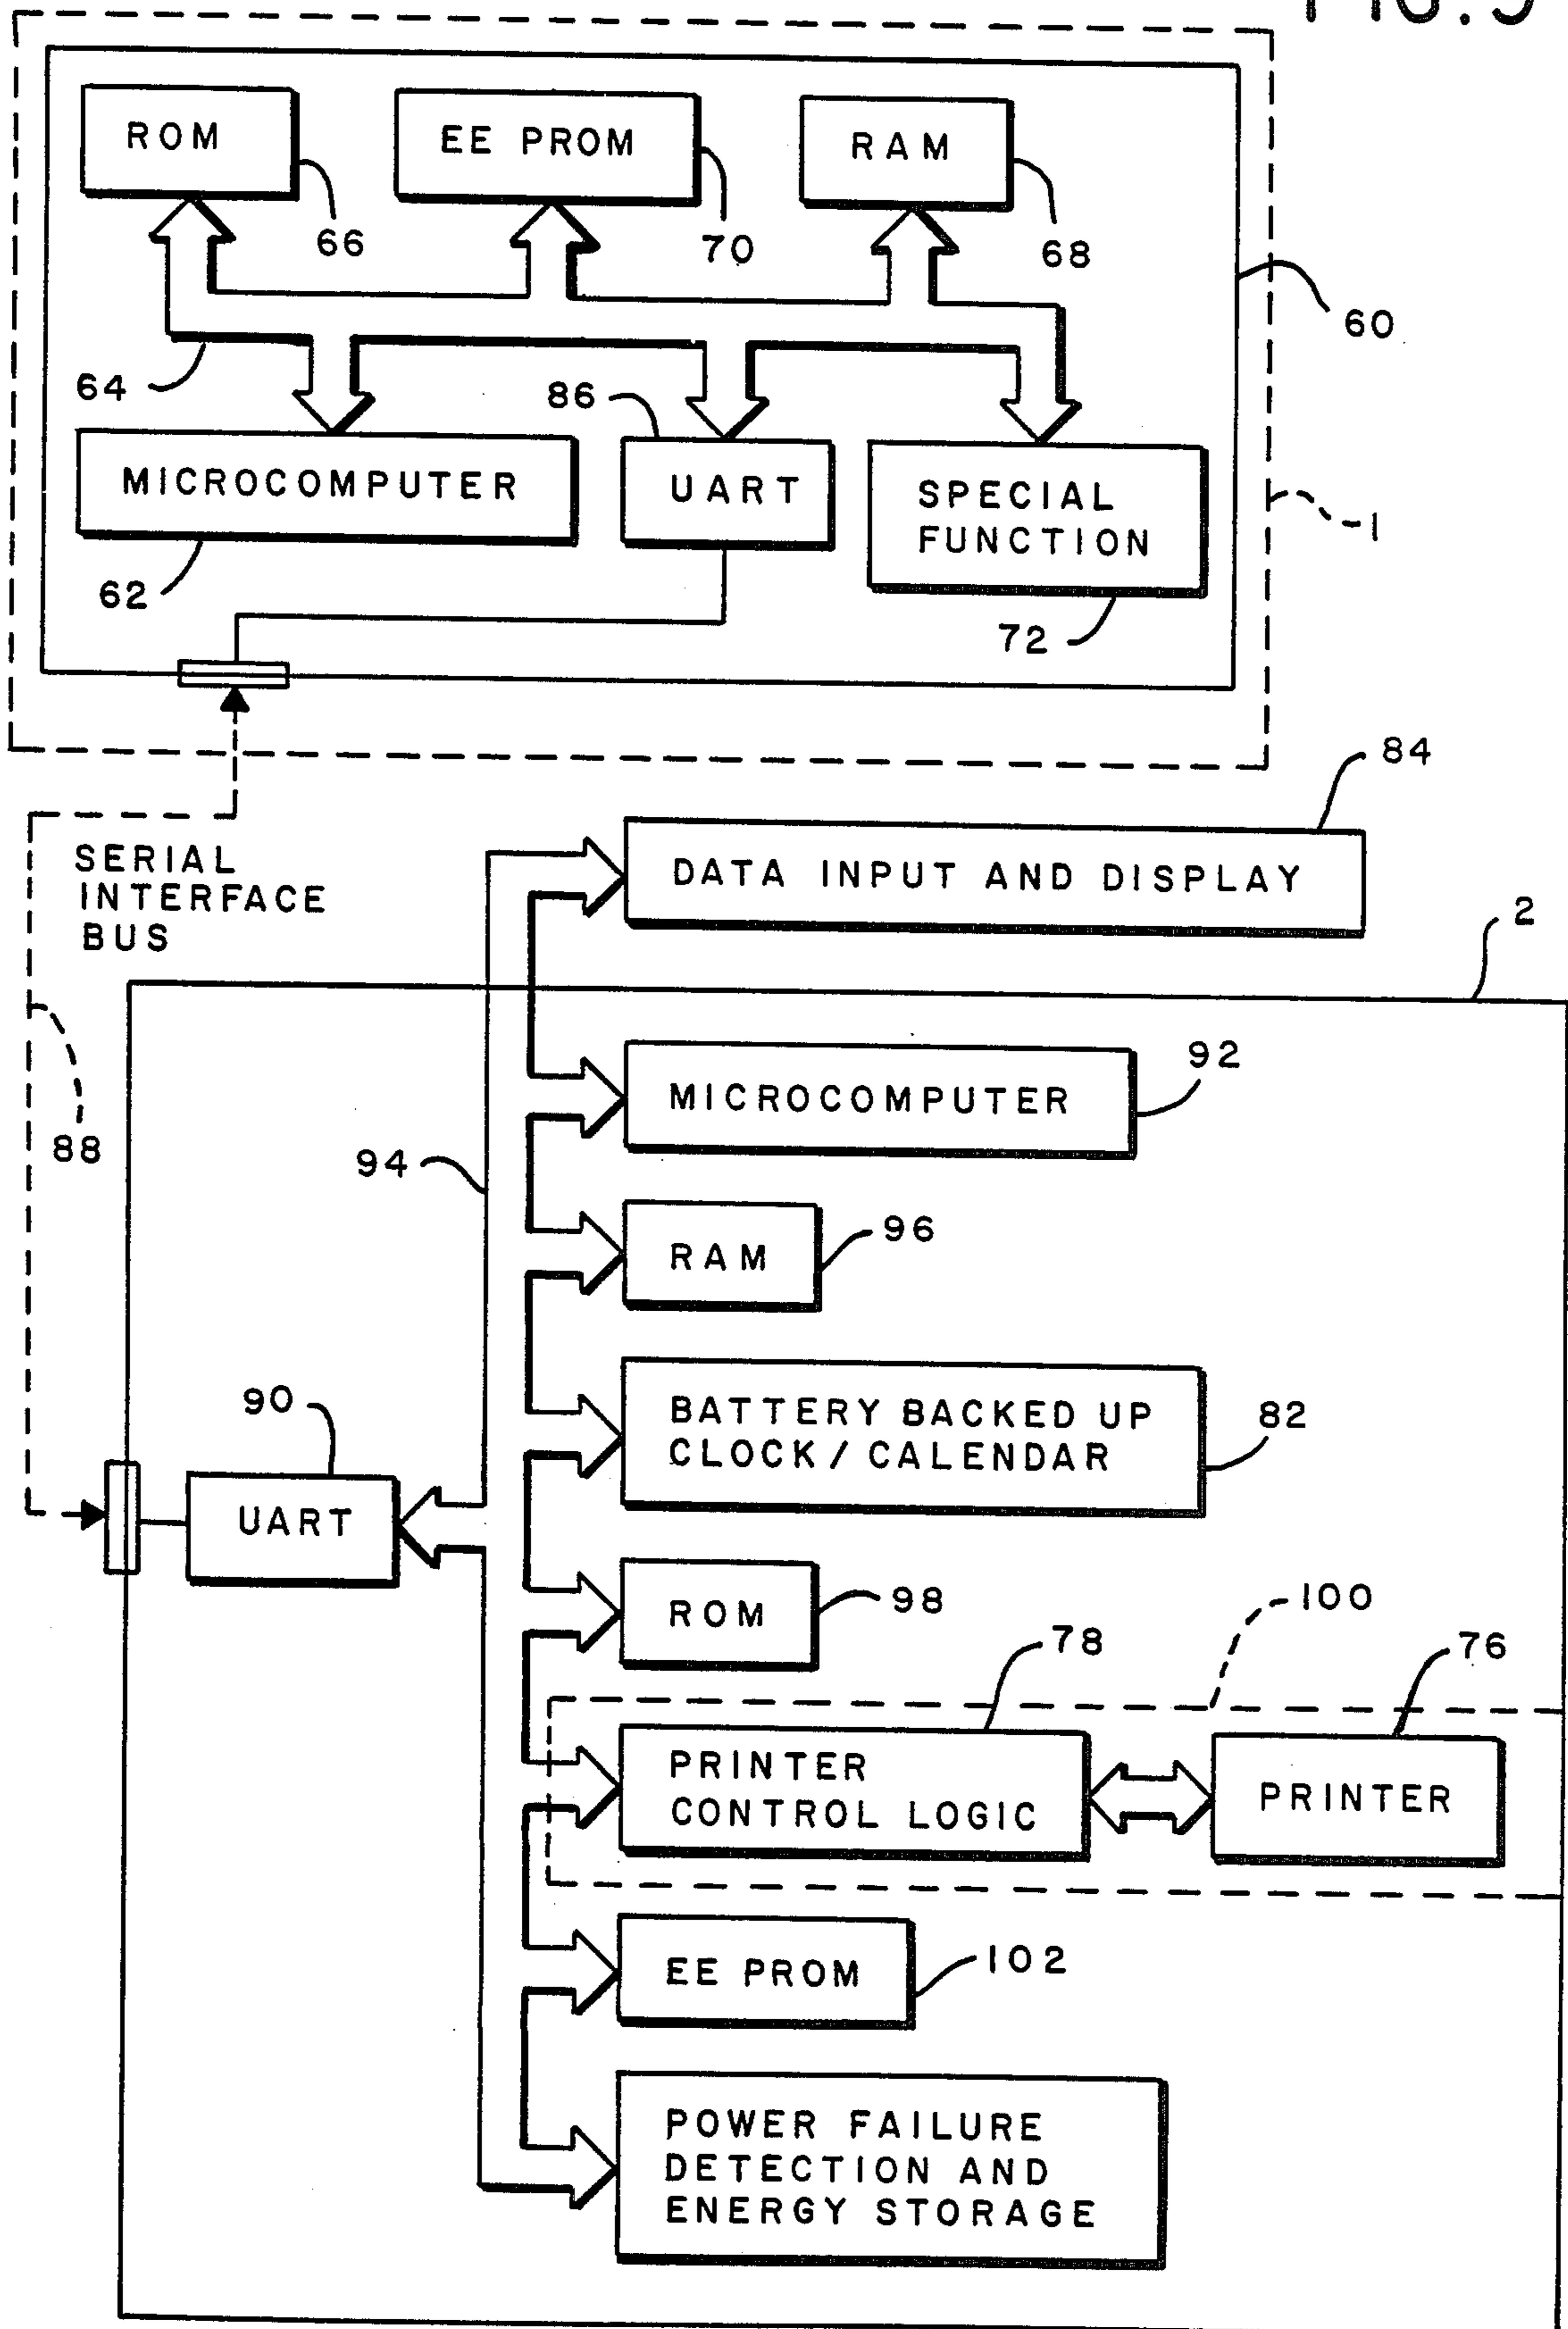 FIG. 9
ROM
EE PROM
RAM
66
70
68
60
64
86
MICROCOMPUTER
UART
SPECIAL
FUNCTION
1
62
72
84
SERIAL
INTERFACE
BUS
DATA INPUT AND DISPLAY
2
88
92
MICROCOMPUTER
94
96
RAM
90
BATTERY BACKED UP
CLOCK / CALENDAR
82
UART
ROM
98
100
78
76
PRINTER
CONTROL LOGIC
PRINTER
EE PROM
102
POWER FAILURE
DETECTION AND
ENERGY STORAGE